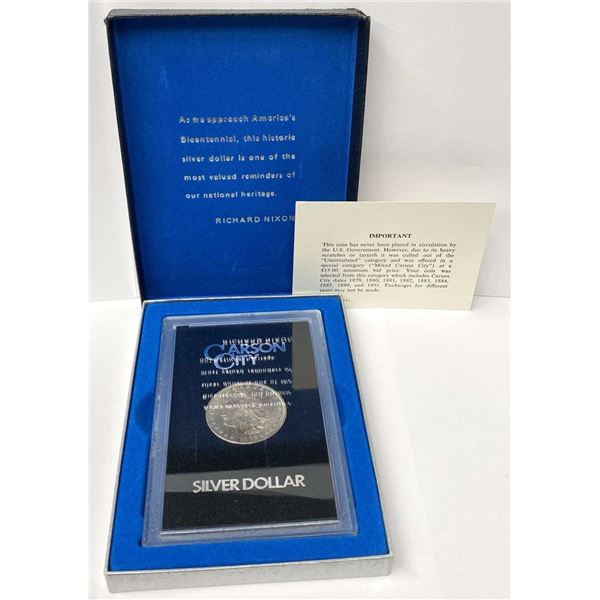 As we approach America's
Bicentennial, this historic
silver dollar is one of the
most valued reminders of
our national heritage.
RICHARD NIXON
IMPORTANT
This coin has never been placed in circulation by
the U.S. Government. However, due to its heavy
scratches or tarnish it was culled out of the
"Uncirculated" category and was offered in a
special category ("Mixed Carson City") at a
$15.00 minimum bid price. Your coin was
selected from this category which includes Carson
City dates 1879, 1880, 1881, 1882, 1883, 1884,
1885, 1890, and 1891. Exchanges for different
years may not be made.
CARSON
CITY
SILVER DOLLAR